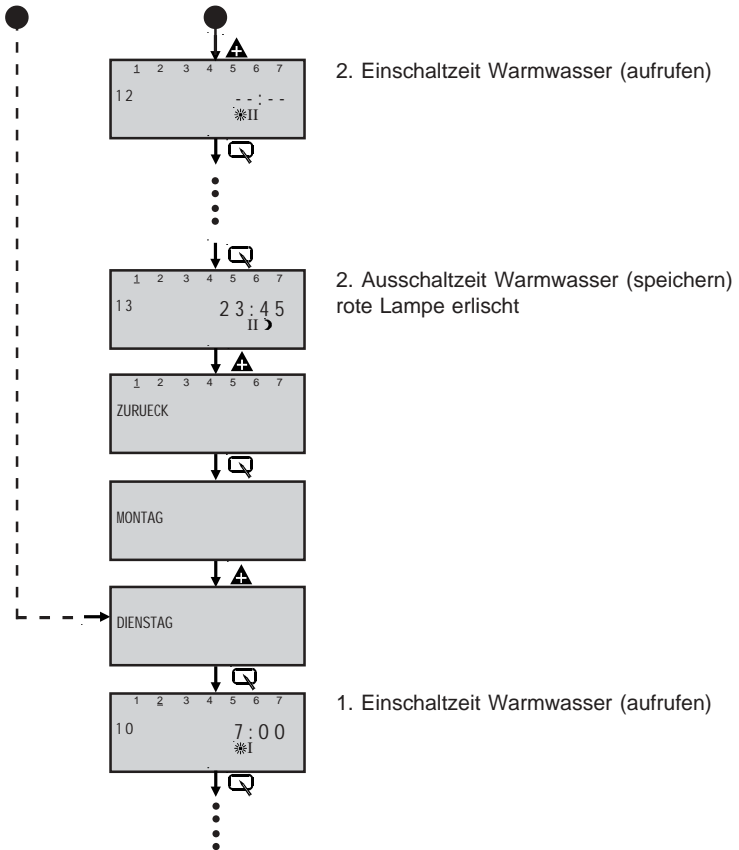 1 2 3 4 5 6 7
12 --:--
II
2. Einschaltzeit Warmwasser (aufrufen)
1 2 3 4 5 6 7
13 23:45
II
2. Ausschaltzeit Warmwasser (speichern)
rote Lampe erlischt
1 2 3 4 5 6 7
ZURUECK
MONTAG
DIENSTAG
1 2 3 4 5 6 7
10 7:00
I
1. Einschaltzeit Warmwasser (aufrufen)